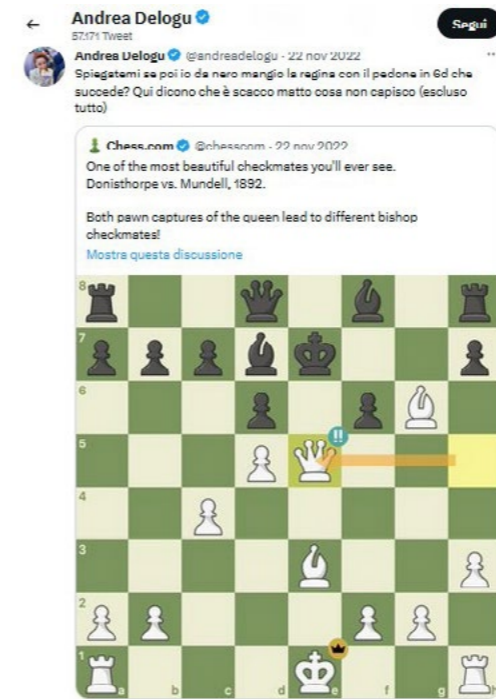 Andrea Delogu
57.171 Tweet
Segui
Andrea Delogu @andreadelogu · 22 nov 2022
Spiegatemi se poi io da nero mangio la regina con il pedone in 6d che
succede? Qui dicono che è scacco matto cosa non capisco (escluso
tutto)
Chess.com @chesscom · 22 nov 2022
One of the most beautiful checkmates you'll ever see.
Donisthorpe vs. Mundell, 1892.
Both pawn captures of the queen lead to different bishop
checkmates!
Mostra questa discussione
8
7
6
!!
5
4
3
2
1
a b c d e f g h